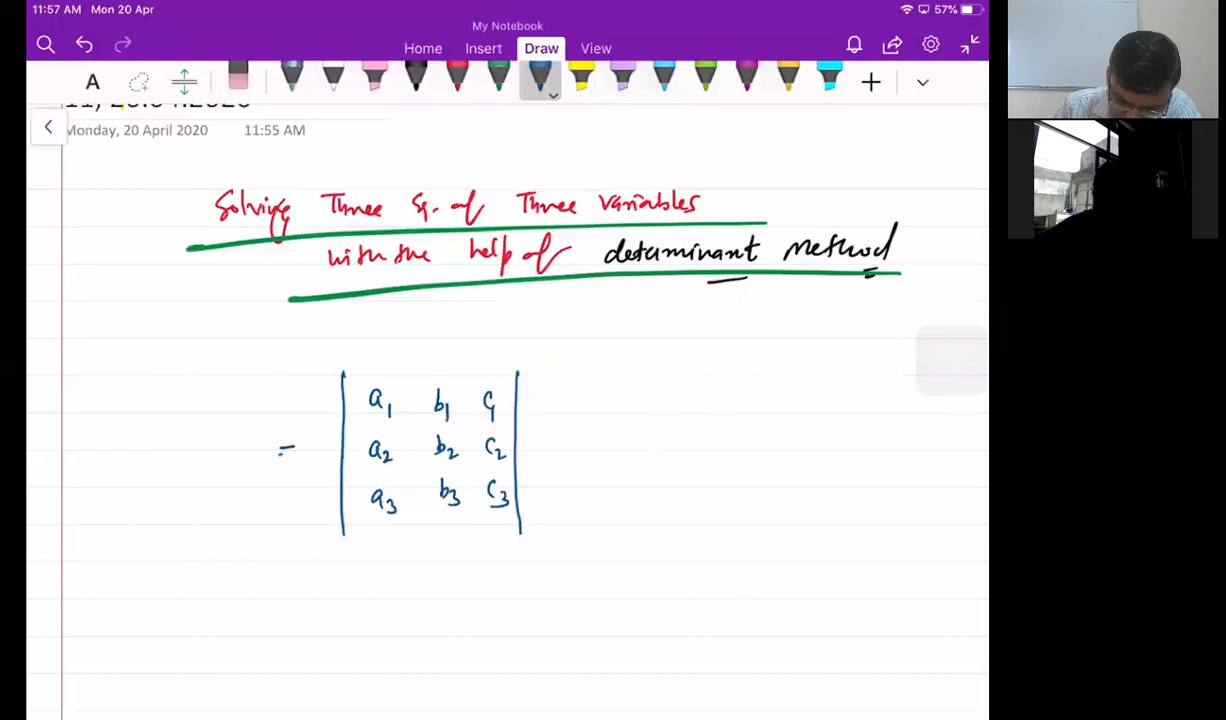 11:57 AM Mon 20 Apr
57%
My Notebook
Home Insert Draw View
Monday, 20 April 2020 11:55 AM
Solving Three Eq. of Three variables
with the help of determinant method
a₁ b₁ c₁
= a₂ b₂ c₂
a₃ b₃ c₃